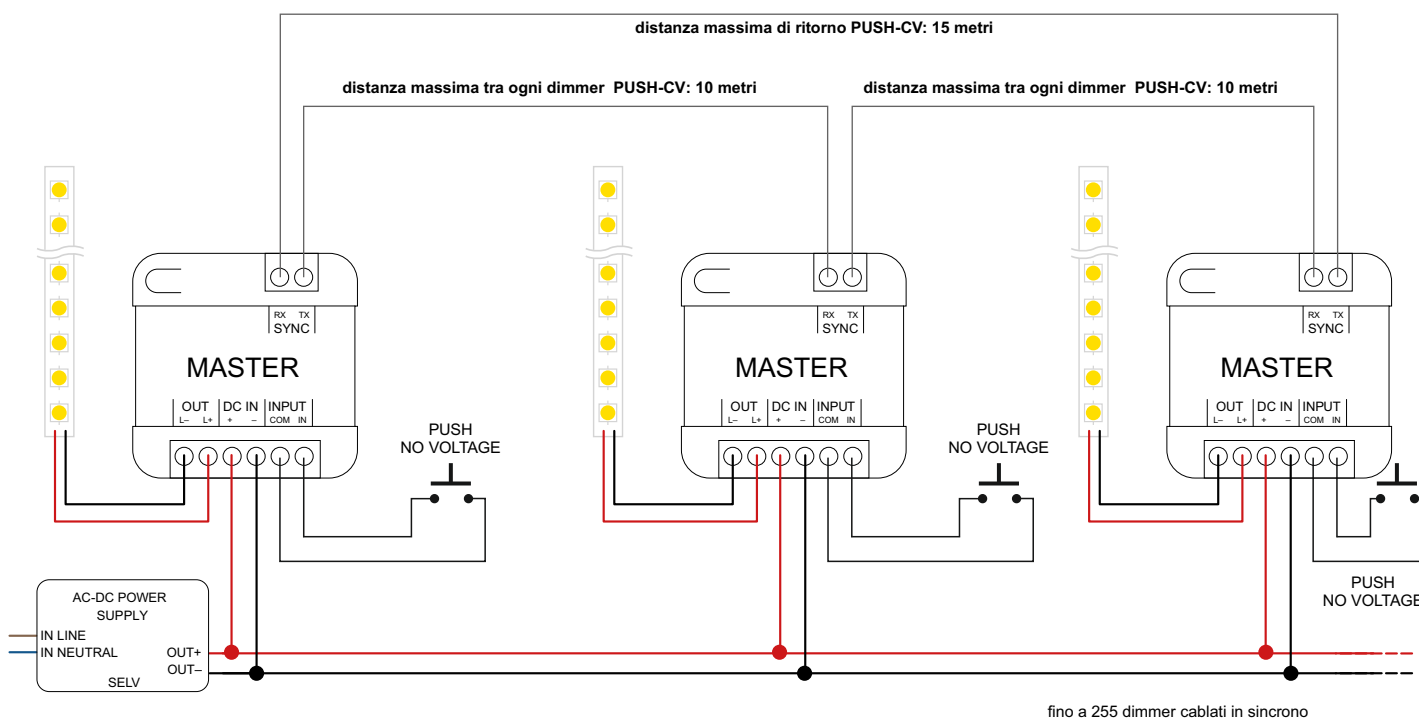 distanza massima di ritorno PUSH-CV: 15 metri
distanza massima tra ogni dimmer PUSH-CV: 10 metri
distanza massima tra ogni dimmer PUSH-CV: 10 metri
RX TX
SYNC
MASTER
OUT DC IN INPUT
L– L+ + – COM IN
PUSH
NO VOLTAGE
RX TX
SYNC
MASTER
OUT DC IN INPUT
L– L+ + – COM IN
PUSH
NO VOLTAGE
RX TX
SYNC
MASTER
OUT DC IN INPUT
L– L+ + – COM IN
PUSH
NO VOLTAGE
AC-DC POWER
SUPPLY
IN LINE
IN NEUTRAL
OUT+
OUT–
SELV
fino a 255 dimmer cablati in sincrono